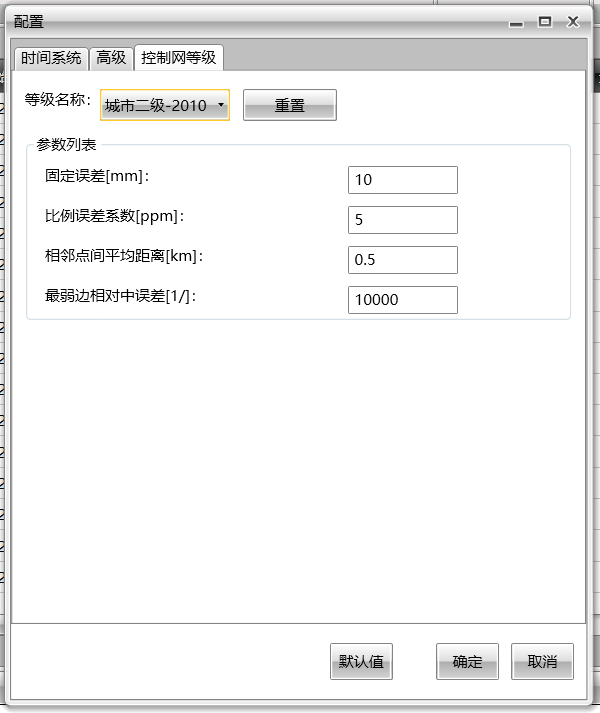 配置
时间系统 高级 控制网等级
等级名称: 城市二级-2010 重置
参数列表
固定误差[mm]: 10
比例误差系数[ppm]: 5
相邻点间平均距离[km]: 0.5
最弱边相对中误差[1/]: 10000
默认值 确定 取消